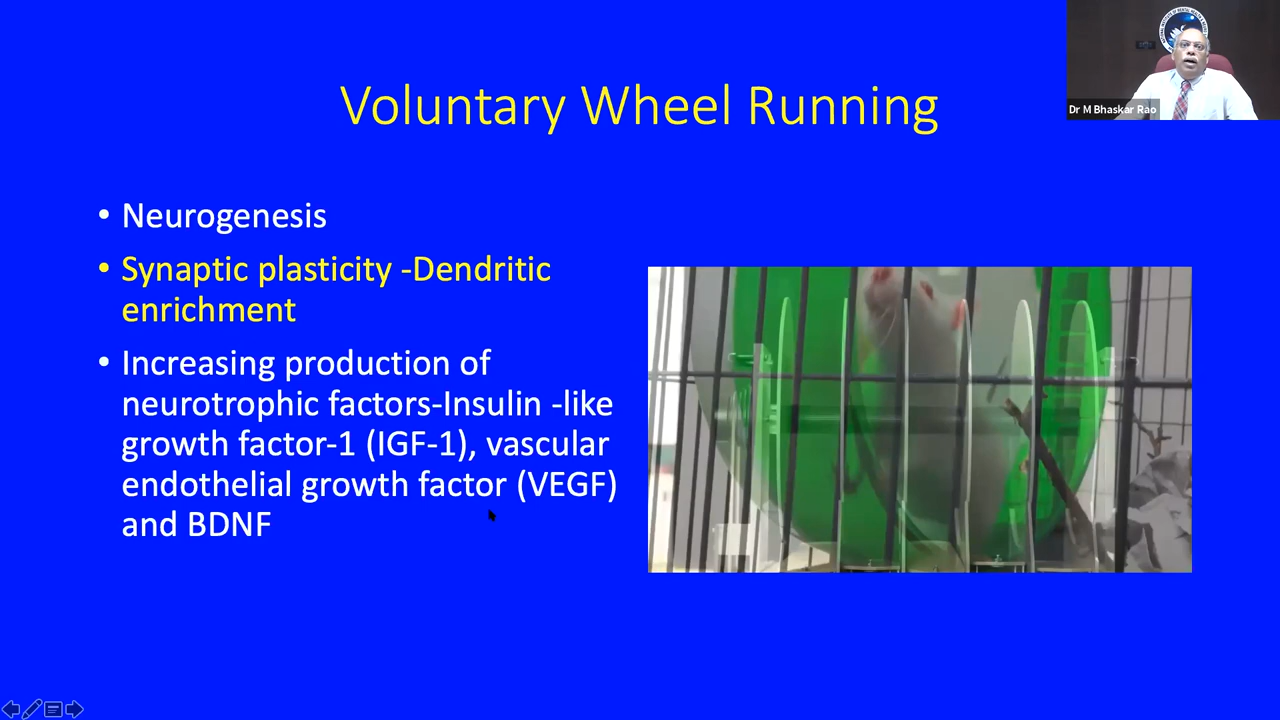 Voluntary Wheel Running
Dr M Bhaskar Rao
• Neurogenesis
• Synaptic plasticity -Dendritic
enrichment
• Increasing production of
neurotrophic factors-Insulin -like
growth factor-1 (IGF-1), vascular
endothelial growth factor (VEGF)
and BDNF